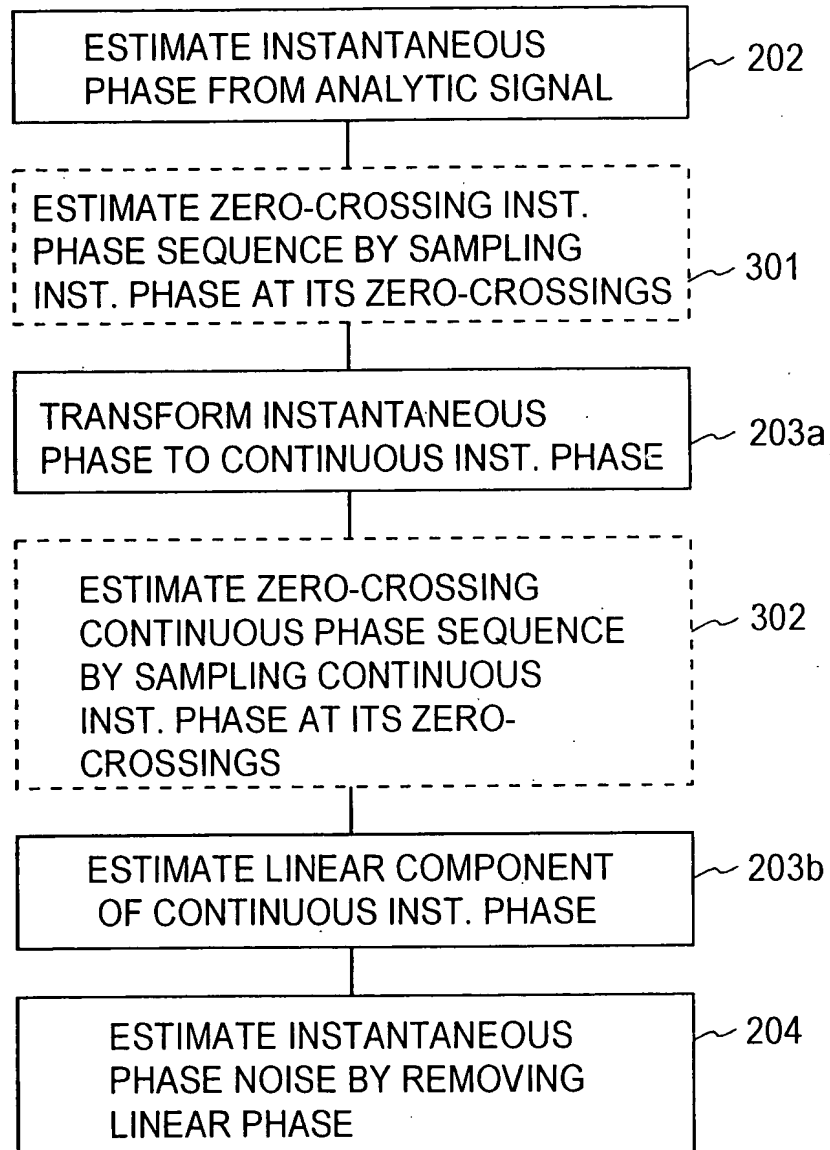 ESTIMATE INSTANTANEOUS
PHASE FROM ANALYTIC SIGNAL
202
ESTIMATE ZERO-CROSSING INST.
PHASE SEQUENCE BY SAMPLING
INST. PHASE AT ITS ZERO-CROSSINGS
301
TRANSFORM INSTANTANEOUS
PHASE TO CONTINUOUS INST. PHASE
203a
ESTIMATE ZERO-CROSSING
CONTINUOUS PHASE SEQUENCE
BY SAMPLING CONTINUOUS
INST. PHASE AT ITS ZERO-
CROSSINGS
302
ESTIMATE LINEAR COMPONENT
OF CONTINUOUS INST. PHASE
203b
ESTIMATE INSTANTANEOUS
PHASE NOISE BY REMOVING
LINEAR PHASE
204